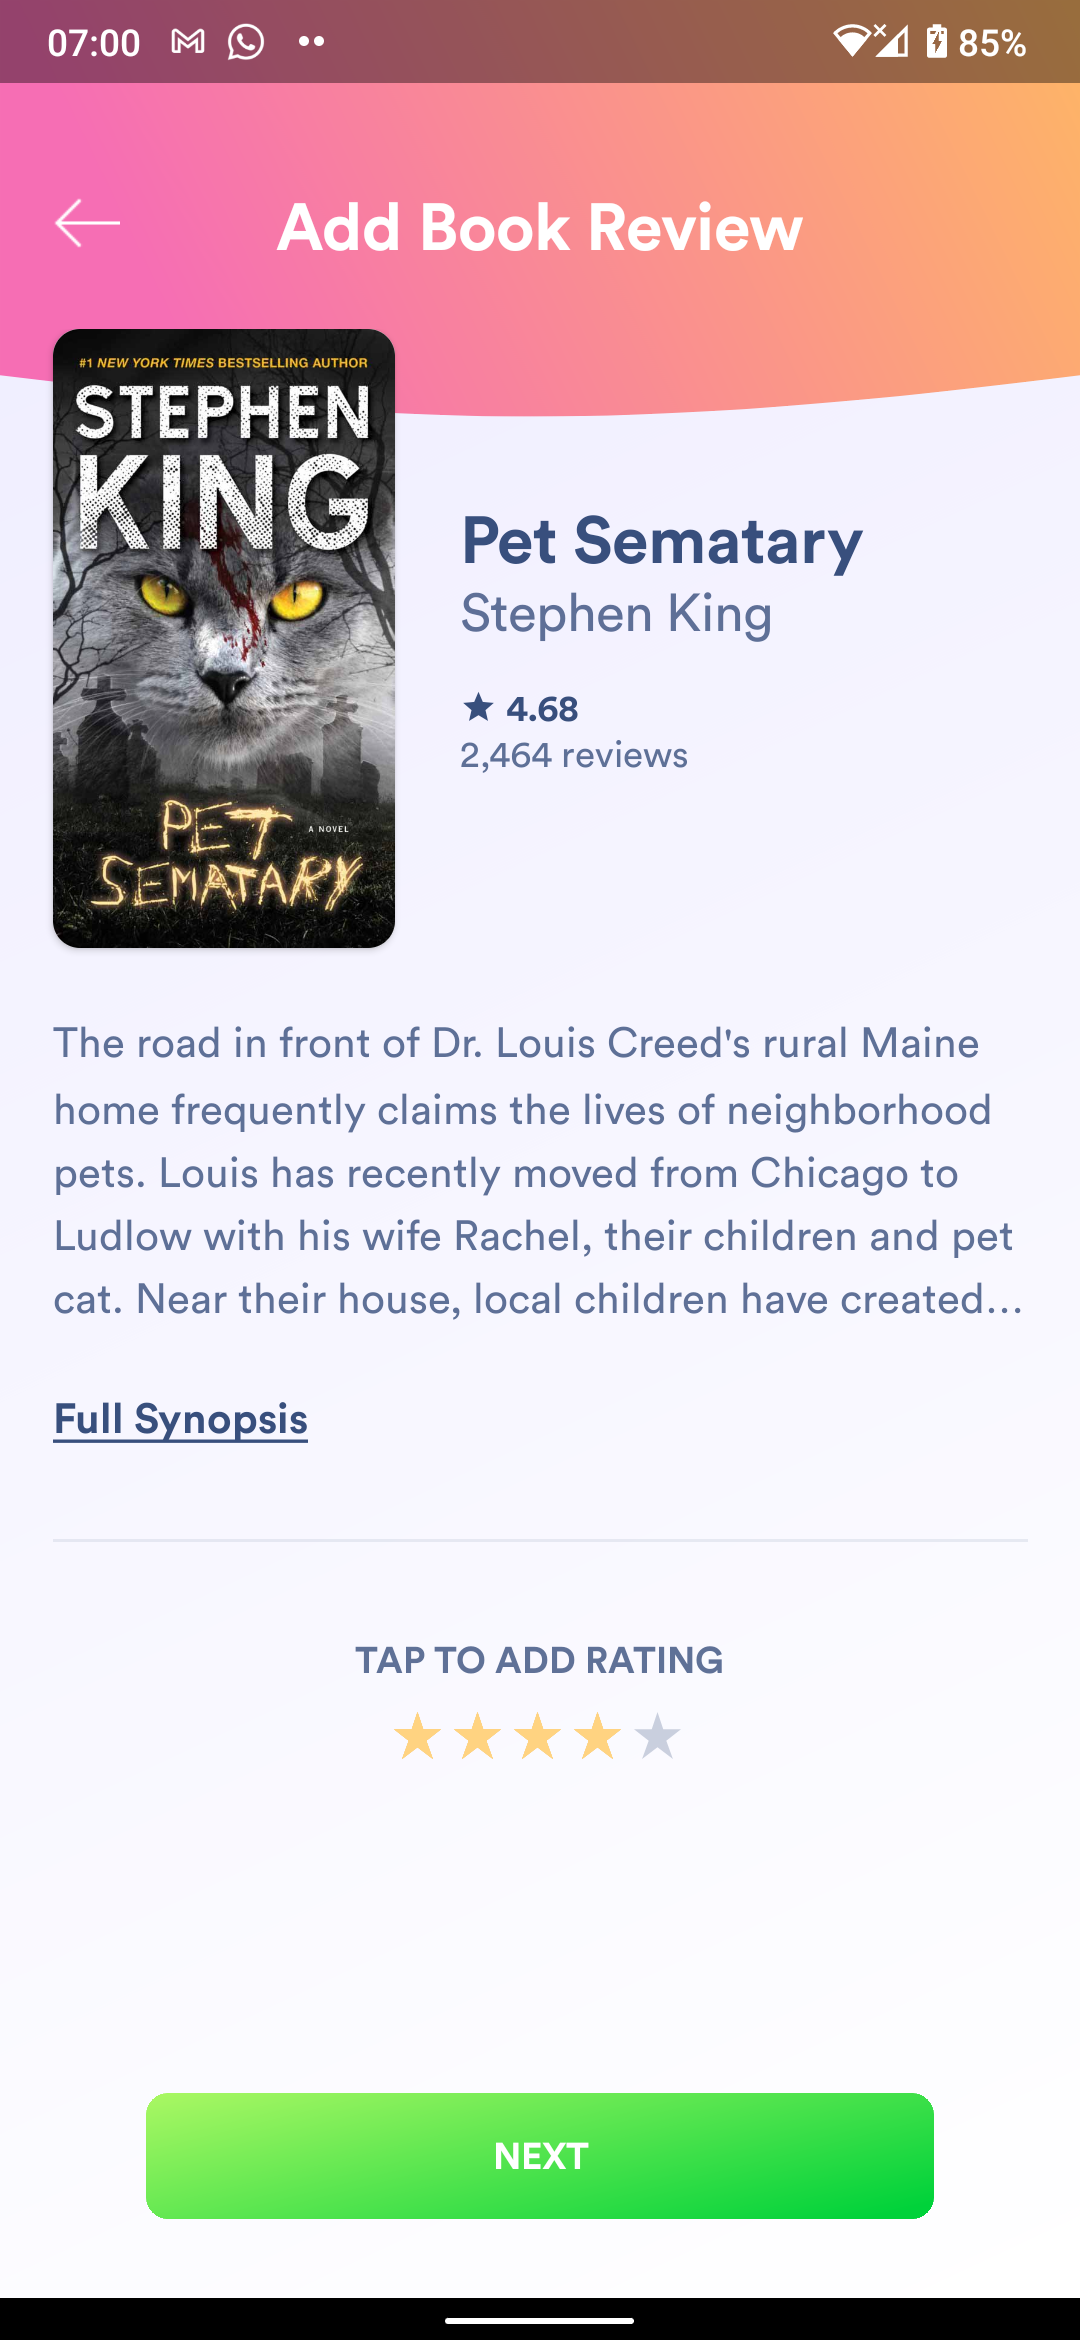 07:00
85%
Add Book Review
#1 NEW YORK TIMES BESTSELLING AUTHOR
STEPHEN
KING
PET
A NOVEL
SEMATARY
Pet Sematary
Stephen King
4.68
2,464 reviews
The road in front of Dr. Louis Creed's rural Maine
home frequently claims the lives of neighborhood
pets. Louis has recently moved from Chicago to
Ludlow with his wife Rachel, their children and pet
cat. Near their house, local children have created...
Full Synopsis
TAP TO ADD RATING
NEXT